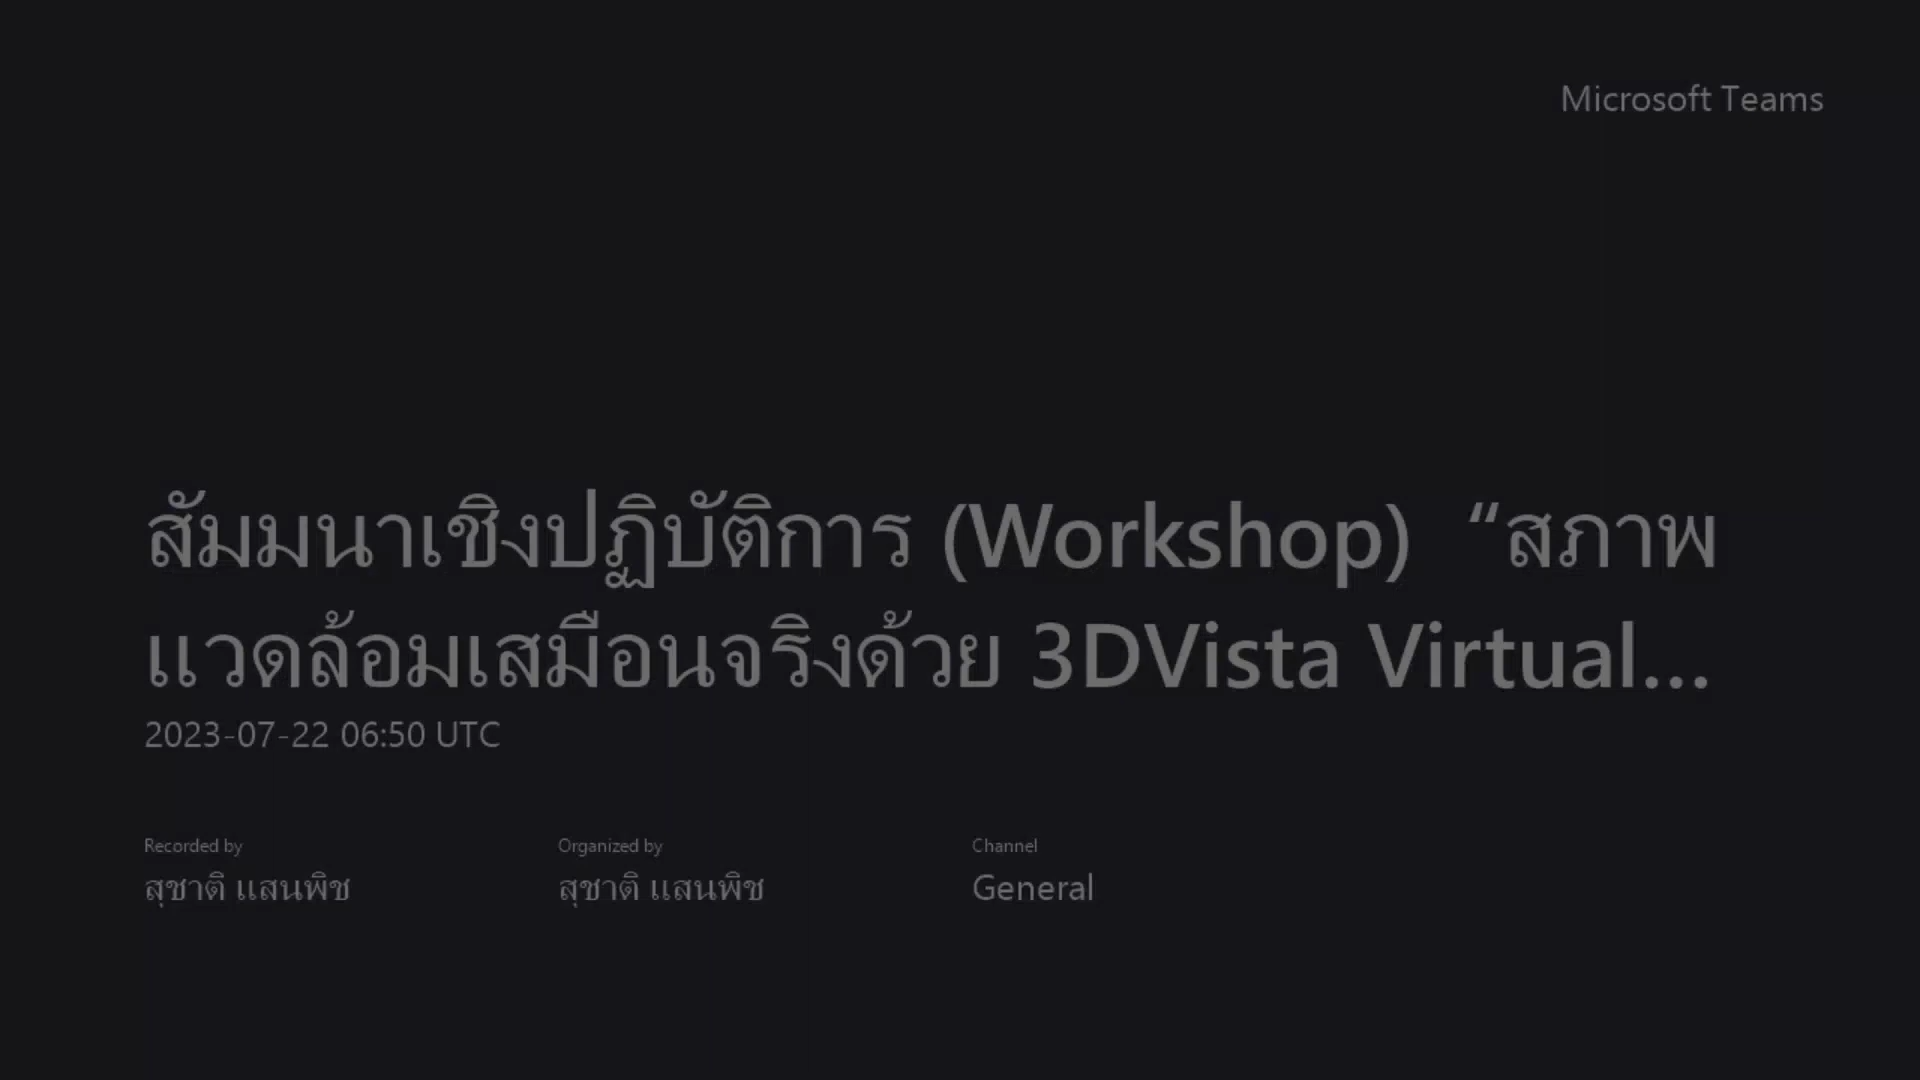 Microsoft Teams
สัมมนาเชิงปฏิบัติการ (Workshop) “สภาพ
แวดล้อมเสมือนจริงด้วย 3DVista Virtual...
2023-07-22 06:50 UTC
Recorded by
สุชาติ แสนพิช
Organized by
สุชาติ แสนพิช
Channel
General